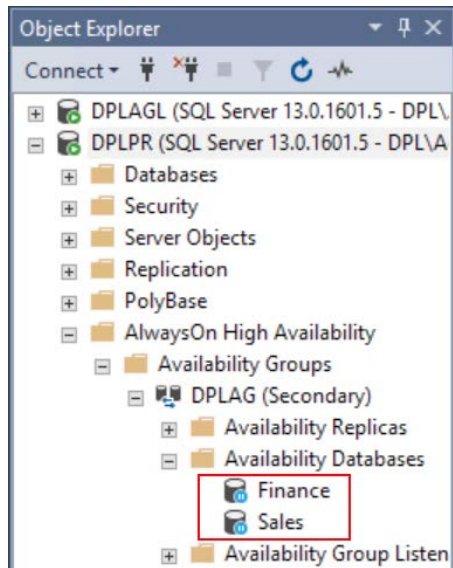 Object Explorer
Connect
DPLAGL (SQL Server 13.0.1601.5 - DPL\
DPLPR (SQL Server 13.0.1601.5 - DPL\A
Databases
Security
Server Objects
Replication
PolyBase
AlwaysOn High Availability
Availability Groups
DPLAG (Secondary)
Availability Replicas
Availability Databases
Finance
Sales
Availability Group Listen